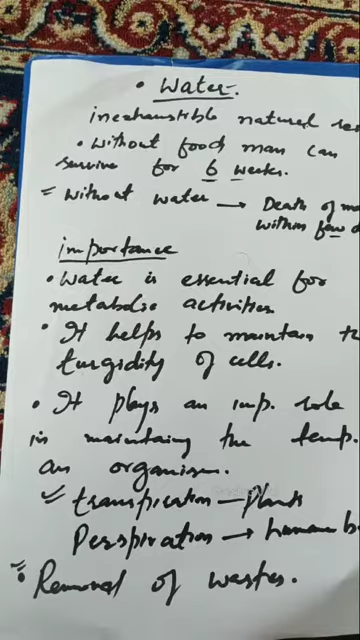 • Water.
inexhaustible natural res
• without food man can
survive for 6 weeks.
= without water → Death of m
within few d
importance
• Water is essential for
metabolic activities
• It helps to maintain t
turgidity of cells.
• It plays an imp. role
in maintaing the temp.
an organism.
transpiration — plants
Perspiration → human b
• Removal of wastes.